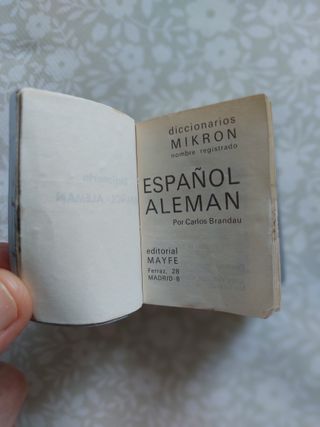 diccionarios
MIKRON
nombre registrado
ESPAÑOL
ALEMAN
Por Carlos Brandau
editorial
MAYFE
Ferraz, 28
MADRID-8